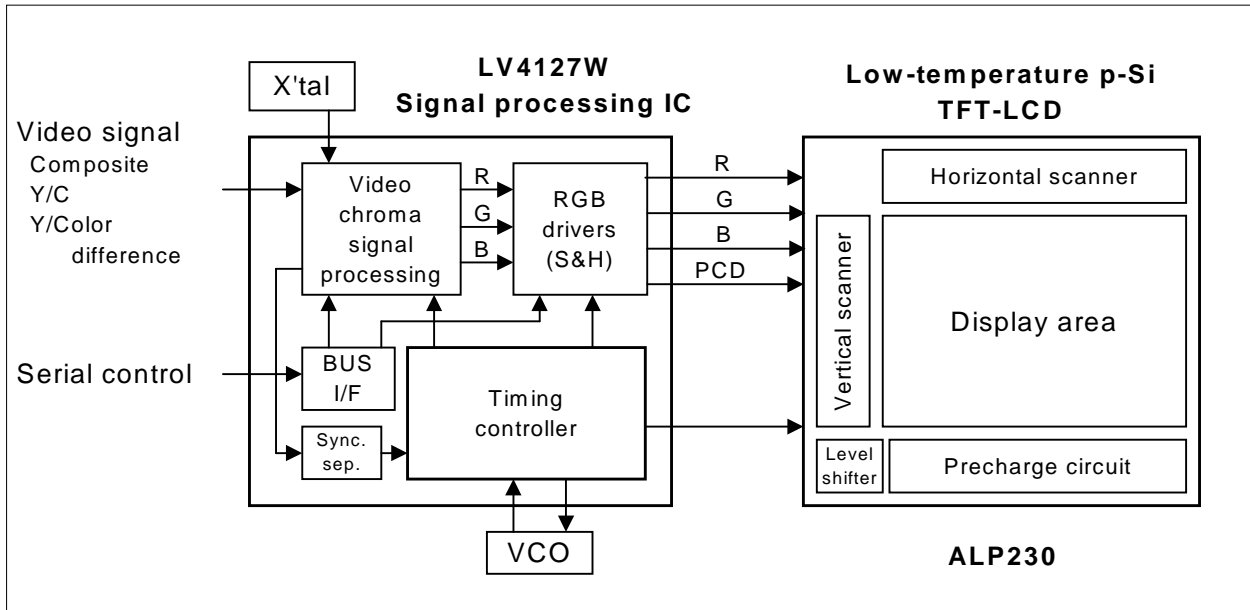 X'tal
LV4127W
Signal processing IC
Low-temperature p-Si
TFT-LCD
Video signal
Composite
Y/C
Y/Color
difference
Video
chroma
signal
processing
R
G
B
RGB
drivers
(S&H)
R
G
B
PCD
Horizontal scanner
Vertical scanner
Display area
Serial control
BUS
I/F
Timing
controller
Sync.
sep.
Level
shifter
Precharge circuit
VCO
ALP230